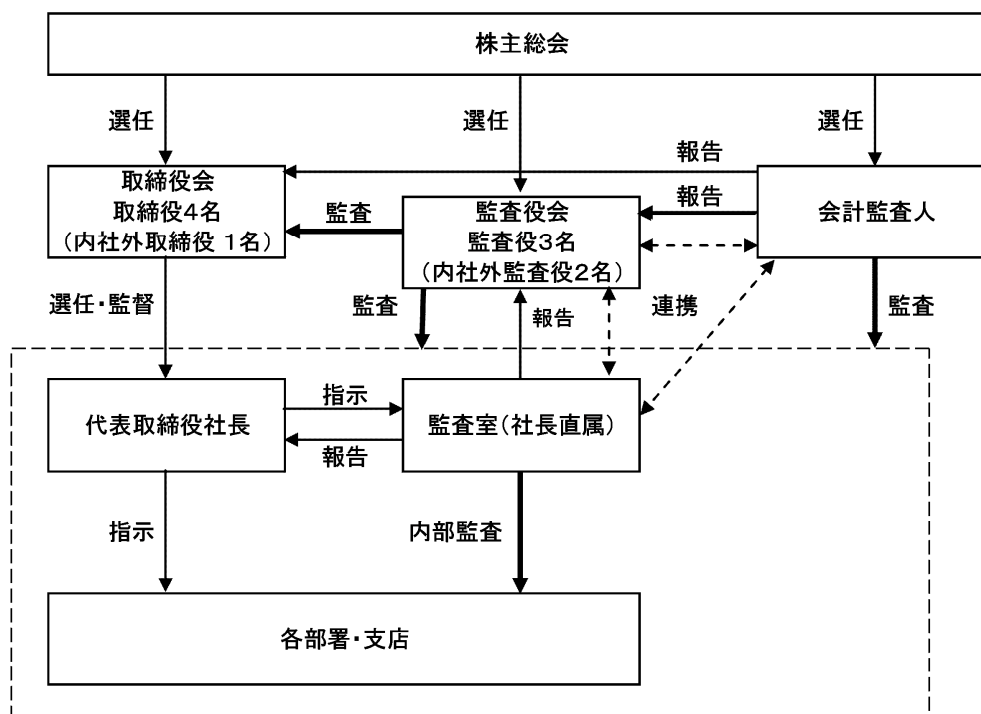 株主総会
選任
選任
選任
報告
取締役会
取締役4名
（内社外取締役 1名）
監査
監査役会
監査役3名
（内社外監査役2名）
報告
会計監査人
選任・監督
監査
報告
連携
監査
代表取締役社長
指示
報告
監査室（社長直属）
指示
内部監査
各部署・支店